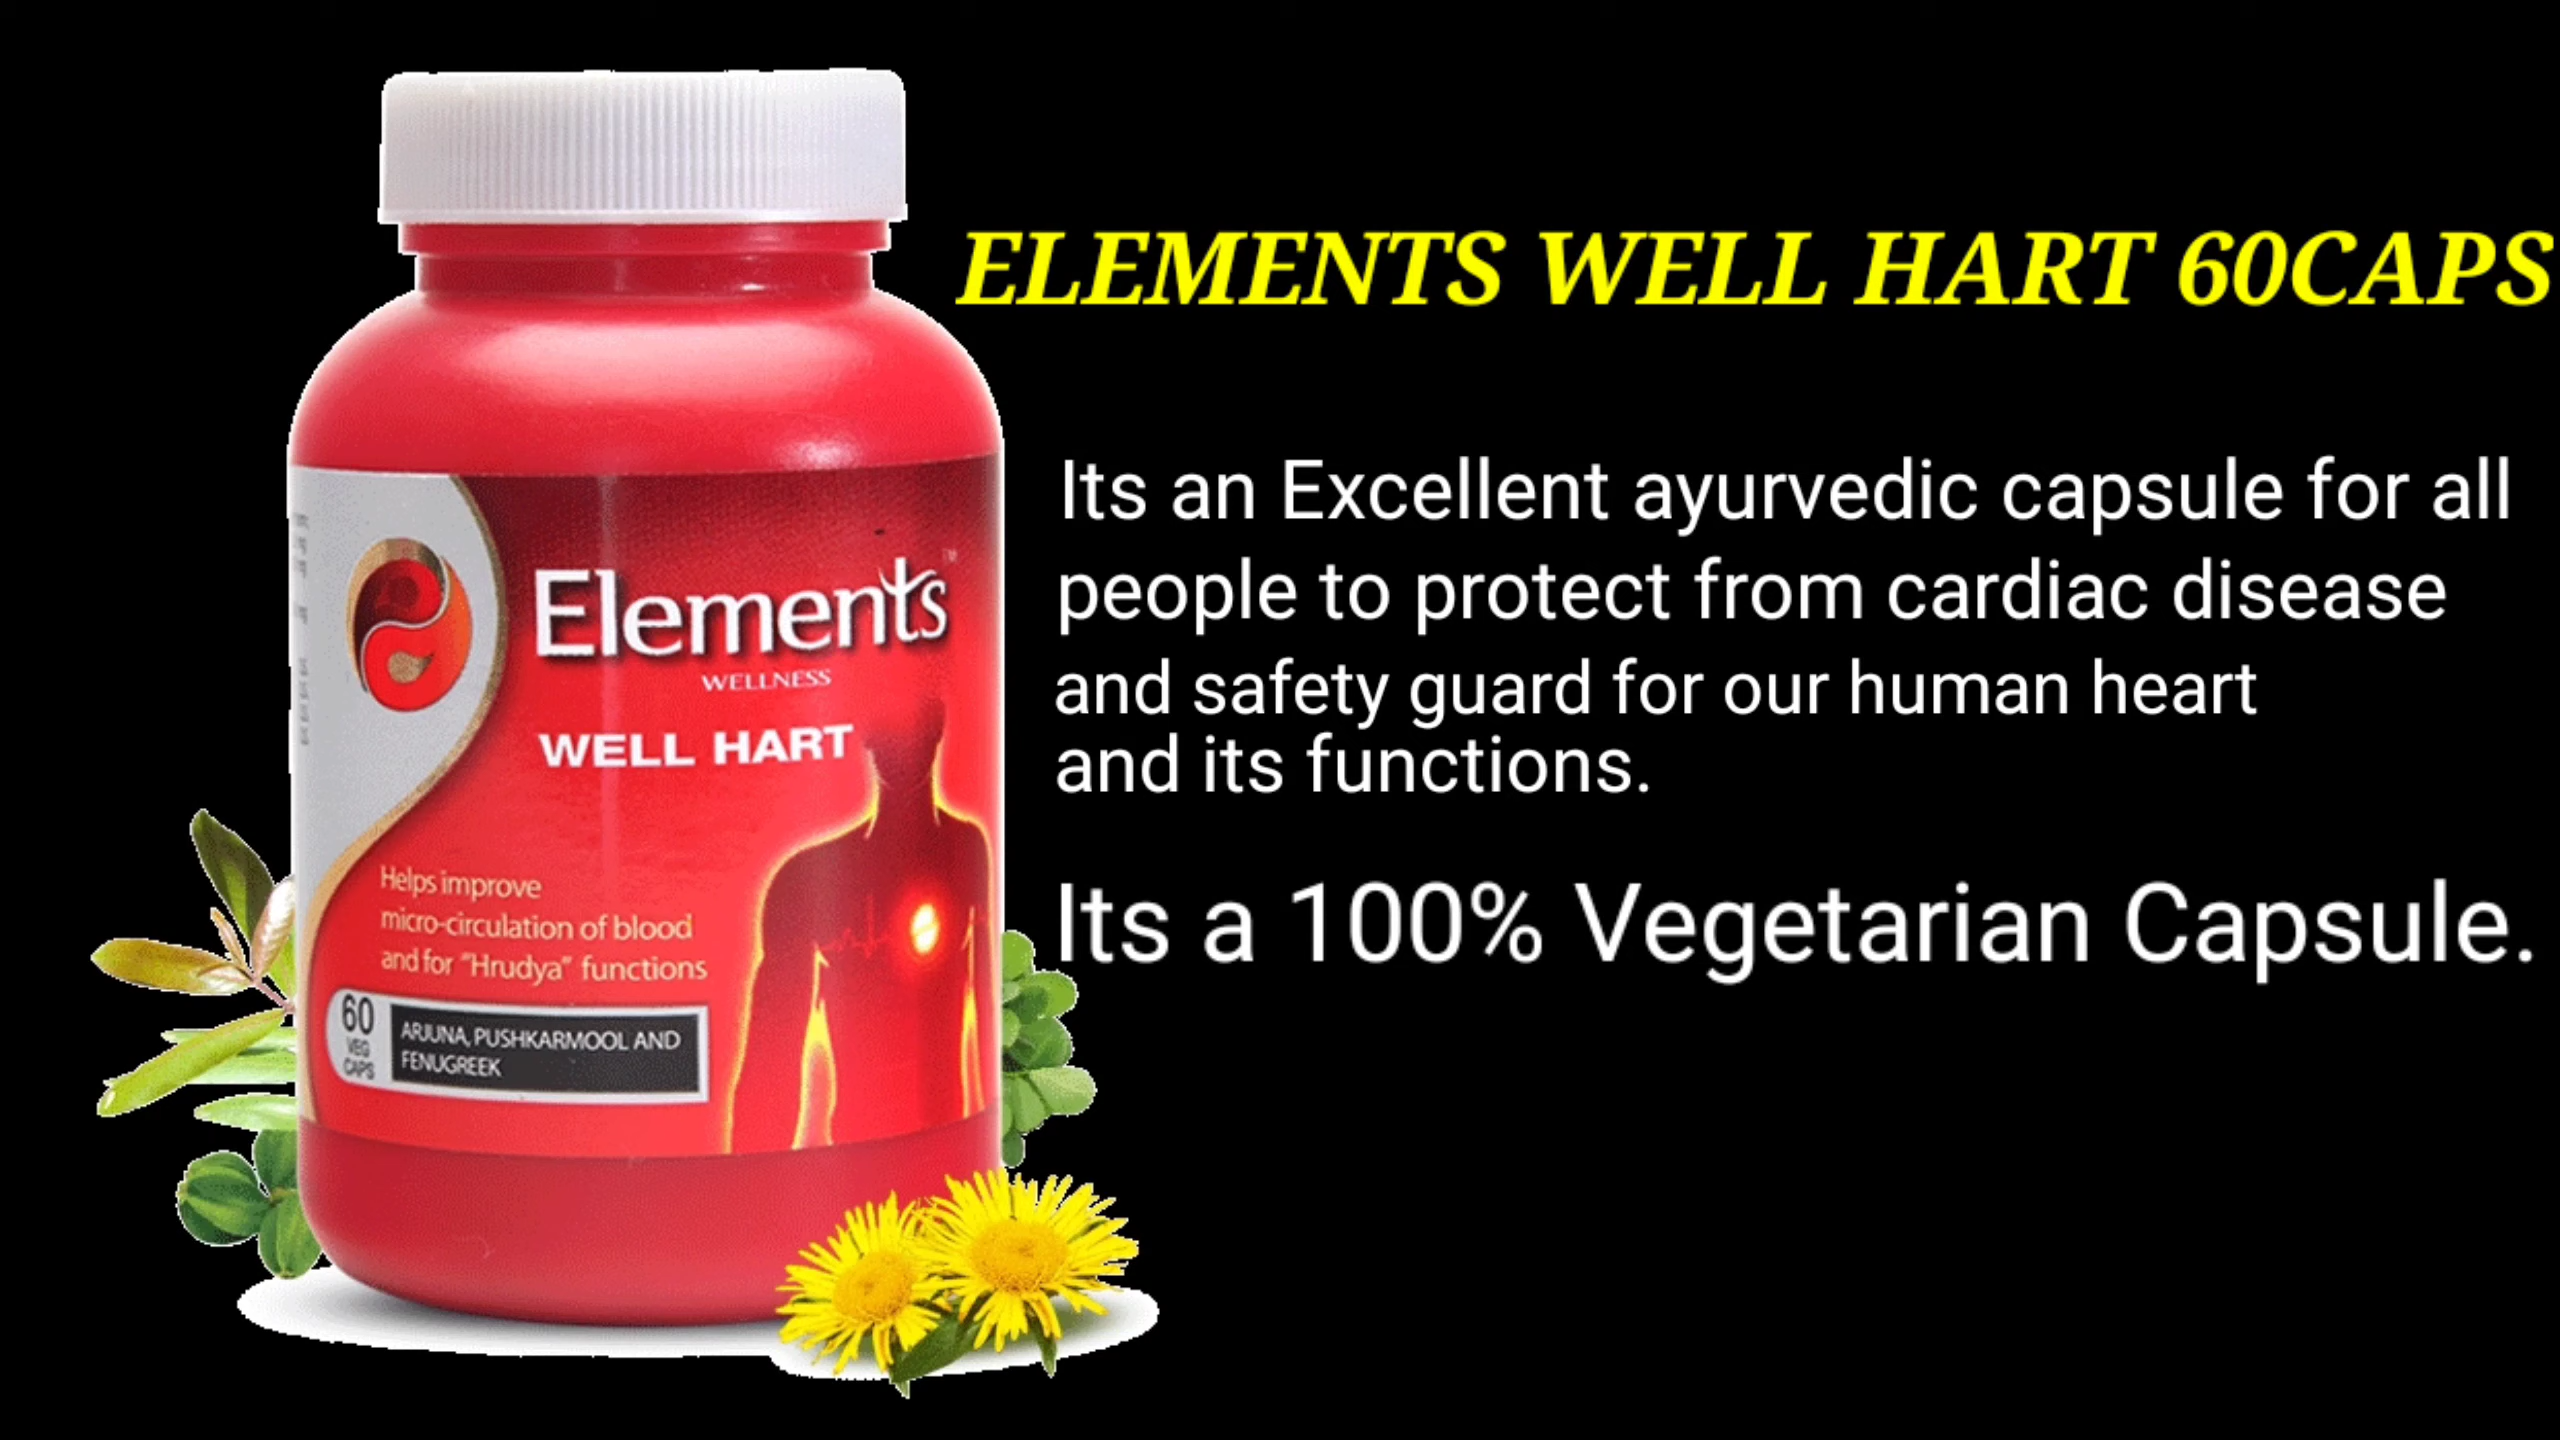 ELEMENTS WELL HART 60CAPS
Its an Excellent ayurvedic capsule for all
people to protect from cardiac disease
and safety guard for our human heart
and its functions.
Its a 100% Vegetarian Capsule.
Elements
WELLNESS
WELL HART
Helps improve
micro-circulation of blood
and for "Hrudya" functions
60
VEG
CAPS
ARJUNA, PUSHKARMOOL AND
FENUGREEK